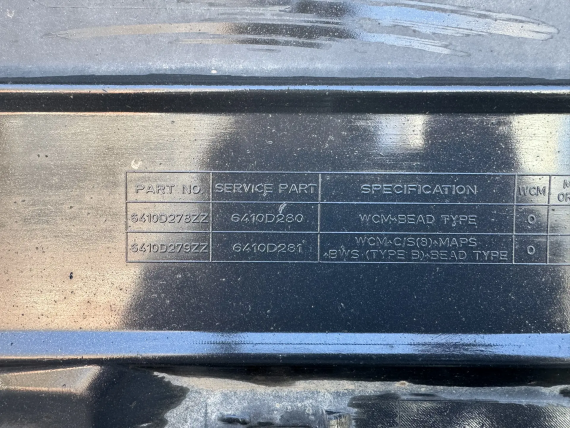 PART NO SERVICE PART SPECIFICATION WCM
6410D278ZZ 6410D280 WCM+BEAD TYPE O
6410D279ZZ 6410D281 WCM+C/S(8)+MAPS O
+BWS (TYPE B)+BEAD TYPE